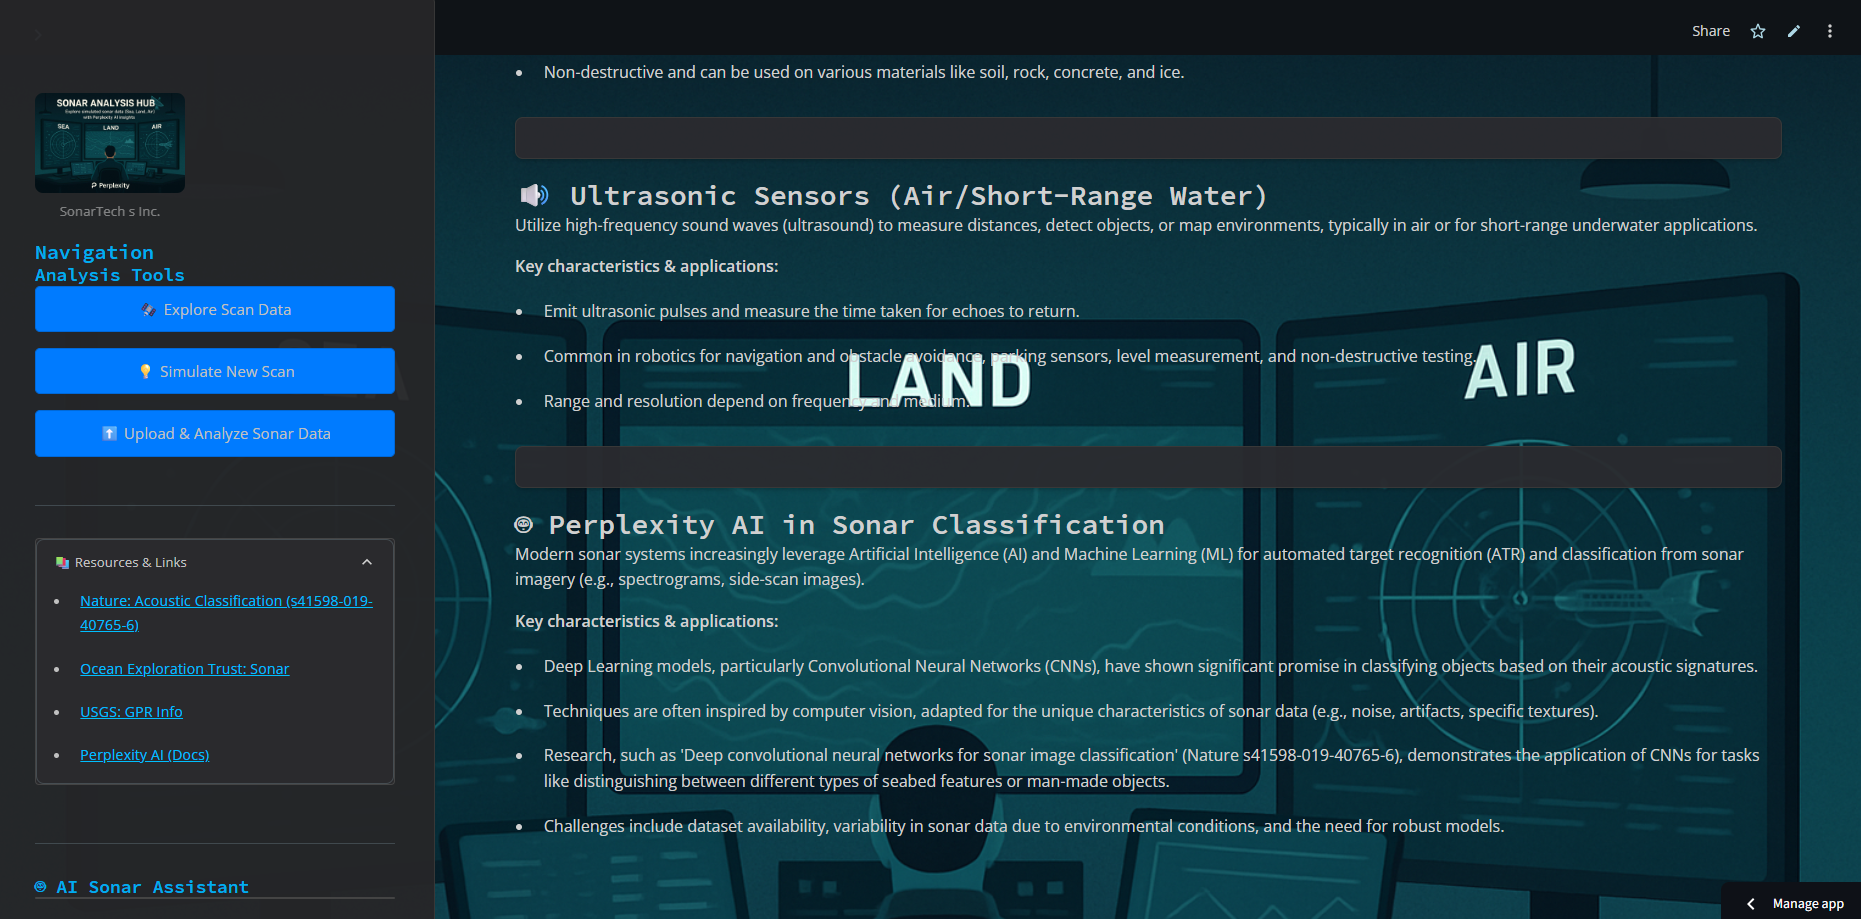 Share
SONAR ANALYSIS HUB
Explore simulated sonar data (Sea, Land, Air)
with Perplexity AI insights
SEA
LAND
AIR
Perplexity
SonarTech s Inc.
Navigation
Analysis Tools
Explore Scan Data
Simulate New Scan
Upload & Analyze Sonar Data
Resources & Links
Nature: Acoustic Classification (s41598-019-
40765-6)
Ocean Exploration Trust: Sonar
USGS: GPR Info
Perplexity AI (Docs)
AI Sonar Assistant
Non-destructive and can be used on various materials like soil, rock, concrete, and ice.
Ultrasonic Sensors (Air/Short-Range Water)
Utilize high-frequency sound waves (ultrasound) to measure distances, detect objects, or map environments, typically in air or for short-range underwater applications.
Key characteristics & applications:
Emit ultrasonic pulses and measure the time taken for echoes to return.
Common in robotics for navigation and obstacle avoidance, parking sensors, level measurement, and non-destructive testing.
Range and resolution depend on frequency and medium.
SEA
LAND
AIR
Perplexity AI in Sonar Classification
Modern sonar systems increasingly leverage Artificial Intelligence (AI) and Machine Learning (ML) for automated target recognition (ATR) and classification from sonar
imagery (e.g., spectrograms, side-scan images).
Key characteristics & applications:
Deep Learning models, particularly Convolutional Neural Networks (CNNs), have shown significant promise in classifying objects based on their acoustic signatures.
Techniques are often inspired by computer vision, adapted for the unique characteristics of sonar data (e.g., noise, artifacts, specific textures).
Research, such as 'Deep convolutional neural networks for sonar image classification' (Nature s41598-019-40765-6), demonstrates the application of CNNs for tasks
like distinguishing between different types of seabed features or man-made objects.
Challenges include dataset availability, variability in sonar data due to environmental conditions, and the need for robust models.
Manage app